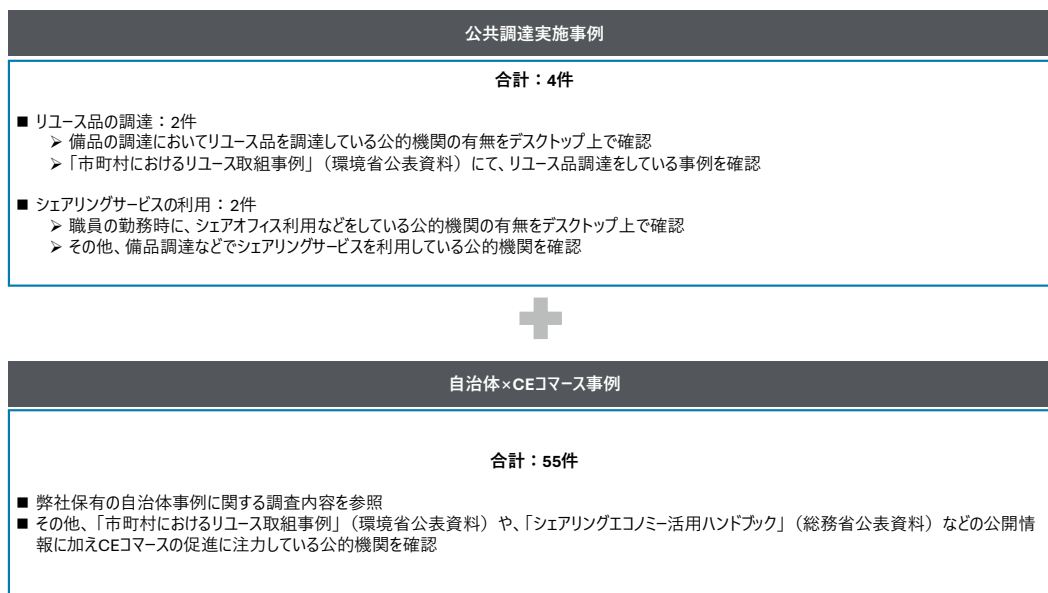 公共調達実施事例
合計：4件
■ リユース品の調達：2件
➢ 備品の調達においてリユース品を調達している公的機関の有無をデスクトップ上で確認
➢ 「市町村におけるリユース取組事例」（環境省公表資料）にて、リユース品調達をしている事例を確認
■ シェアリングサービスの利用：2件
➢ 職員の勤務時に、シェアオフィス利用などをしている公的機関の有無をデスクトップ上で確認
➢ その他、備品調達などでシェアリングサービスを利用している公的機関を確認
自治体×CEコマース事例
合計：55件
■ 弊社保有の自治体事例に関する調査内容を参照
■ その他、「市町村におけるリユース取組事例」（環境省公表資料）や、「シェアリングエコノミー活用ハンドブック」（総務省公表資料）などの公開情
報に加えCEコマースの促進に注力している公的機関を確認